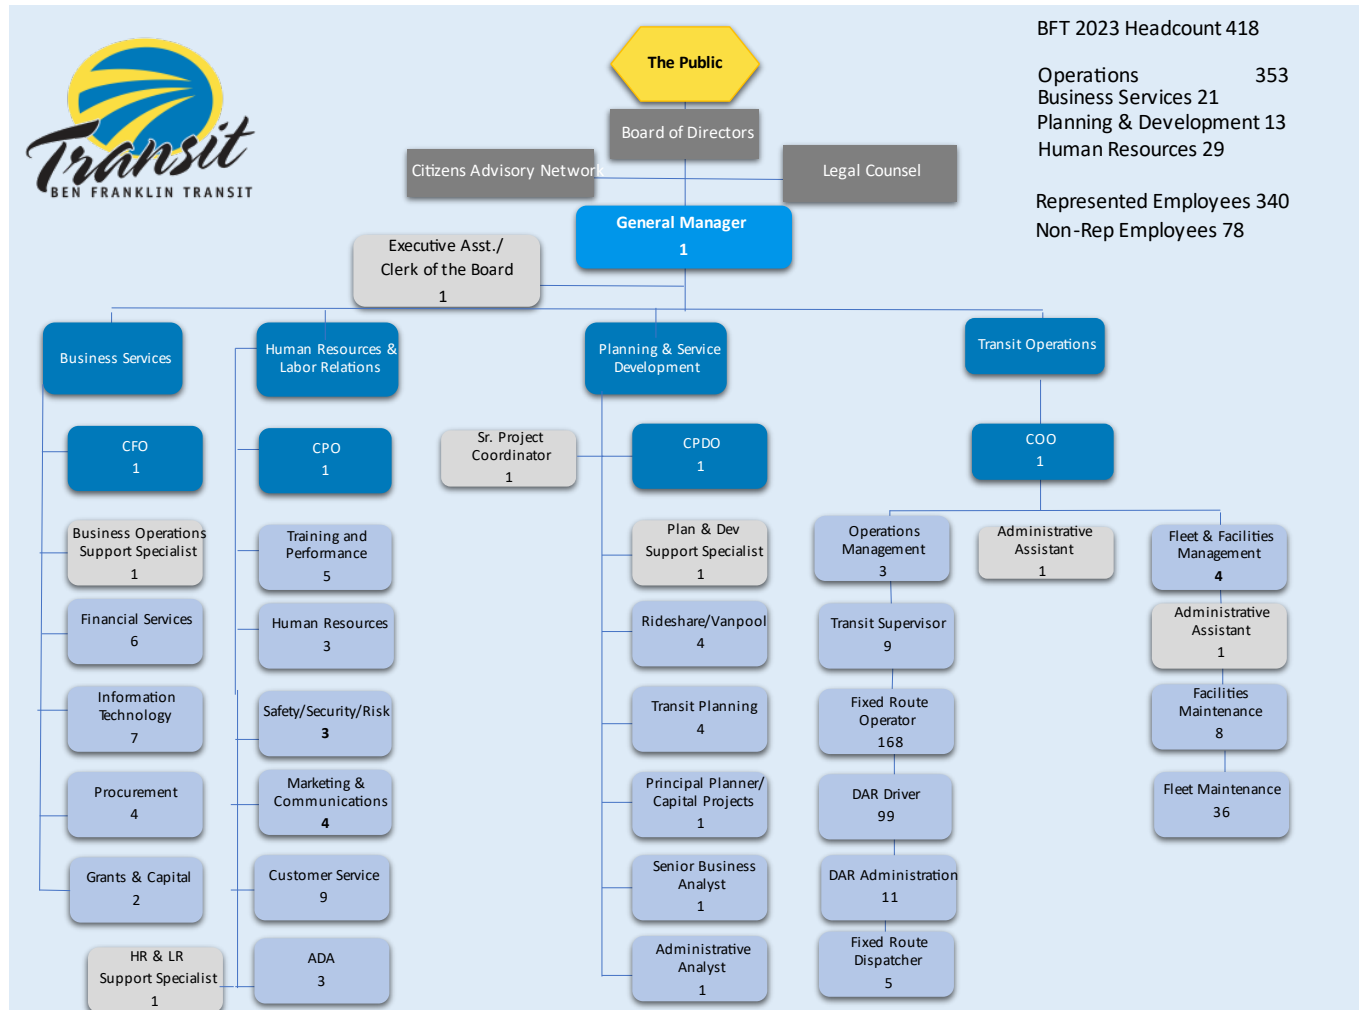 Transit
BEN FRANKLIN TRANSIT
BFT 2023 Headcount 418
Operations 353
Business Services 21
Planning & Development 13
Human Resources 29
Represented Employees 340
Non-Rep Employees 78
The Public
Board of Directors
Citizens Advisory Network
Legal Counsel
General Manager
1
Executive Asst./
Clerk of the Board
1
Business Services
Human Resources &
Labor Relations
Planning & Service
Development
Transit Operations
CFO
1
Business Operations
Support Specialist
1
Financial Services
6
Information
Technology
7
Procurement
4
Grants & Capital
2
CPO
1
Training and
Performance
5
Human Resources
3
Safety/Security/Risk
3
Marketing &
Communications
4
Customer Service
9
ADA
3
HR & LR
Support Specialist
1
Sr. Project
Coordinator
1
CPDO
1
Plan & Dev
Support Specialist
1
Rideshare/Vanpool
4
Transit Planning
4
Principal Planner/
Capital Projects
1
Senior Business
Analyst
1
Administrative
Analyst
1
COO
1
Operations
Management
3
Transit Supervisor
9
Fixed Route
Operator
168
DAR Driver
99
DAR Administration
11
Fixed Route
Dispatcher
5
Administrative
Assistant
1
Fleet & Facilities
Management
4
Administrative
Assistant
1
Facilities
Maintenance
8
Fleet Maintenance
36